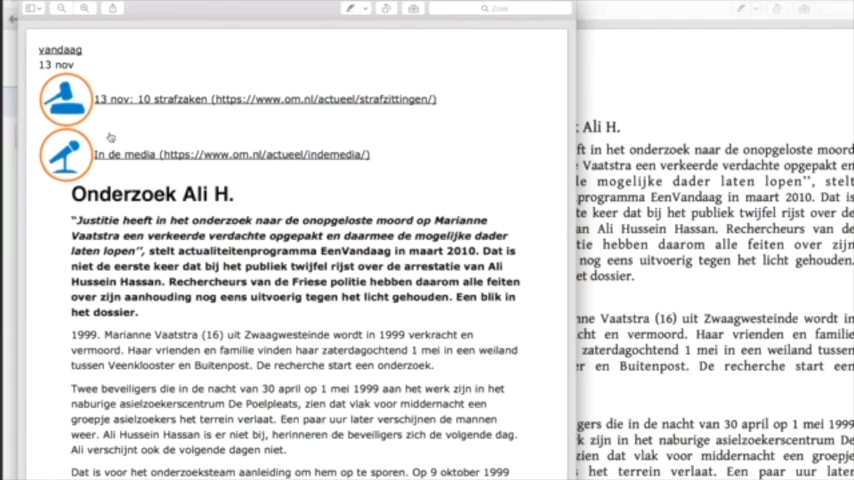 Zoek
vandaag
13 nov
13 nov: 10 strafzaken (https://www.om.nl/actueel/strafzittingen/)
In de media (https://www.om.nl/actueel/indemedia/)
Onderzoek Ali H.
"Justitie heeft in het onderzoek naar de onopgeloste moord op Marianne
Vaatstra een verkeerde verdachte opgepakt en daarmee de mogelijke dader
laten lopen", stelt actualiteitenprogramma EenVandaag in maart 2010. Dat is
niet de eerste keer dat bij het publiek twijfel rijst over de arrestatie van Ali
Hussein Hassan. Rechercheurs van de Friese politie hebben daarom alle feiten
over zijn aanhouding nog eens uitvoerig tegen het licht gehouden. Een blik in
het dossier.
1999. Marianne Vaatstra (16) uit Zwaagwesteinde wordt in 1999 verkracht en
vermoord. Haar vrienden en familie vinden haar zaterdagochtend 1 mei in een weiland
tussen Veenklooster en Buitenpost. De recherche start een onderzoek.
Twee beveiligers die in de nacht van 30 april op 1 mei 1999 aan het werk zijn in het
naburige asielzoekerscentrum De Poelpleats, zien dat vlak voor middernacht een
groepje asielzoekers het terrein verlaat. Een paar uur later verschijnen de mannen
weer. Ali Hussein Hassan is er niet bij, herinneren de beveiligers zich de volgende dag.
Ali verschijnt ook de volgende dagen niet.
Dat is voor het onderzoeksteam aanleiding om hem op te sporen. Op 9 oktober 1999
Ali H.
ft in het onderzoek naar de onopgeloste moord
Vaatstra een verkeerde verdachte opgepakt en
le mogelijke dader laten lopen", stelt
programma EenVandaag in maart 2010. Dat is
te keer dat bij het publiek twijfel rijst over de
an Ali Hussein Hassan. Rechercheurs van de
tie hebben daarom alle feiten over zijn
nog eens uitvoerig tegen het licht gehouden.
et dossier.
nne Vaatstra (16) uit Zwaagwesteinde wordt in
cht en vermoord. Haar vrienden en familie
zaterdagochtend 1 mei in een weiland tussen
r en Buitenpost. De recherche start een
gers die in de nacht van 30 april op 1 mei 1999
k zijn in het naburige asielzoekerscentrum De
zien dat vlak voor middernacht een groepje
het terrein verlaat. Een paar uur later